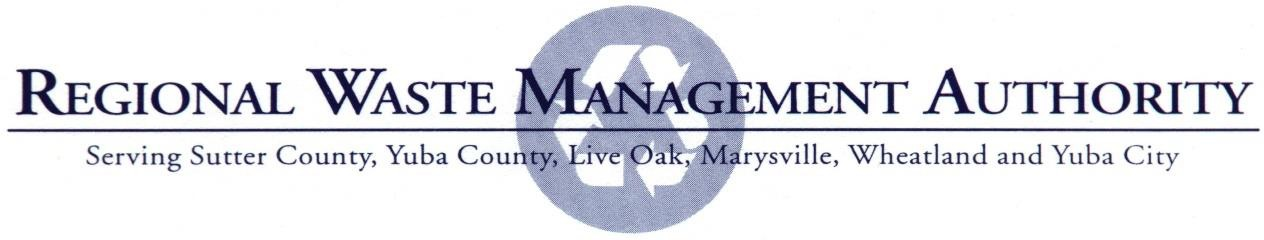 REGIONAL WASTE MANAGEMENT AUTHORITY
Serving Sutter County, Yuba County, Live Oak, Marysville, Wheatland and Yuba City